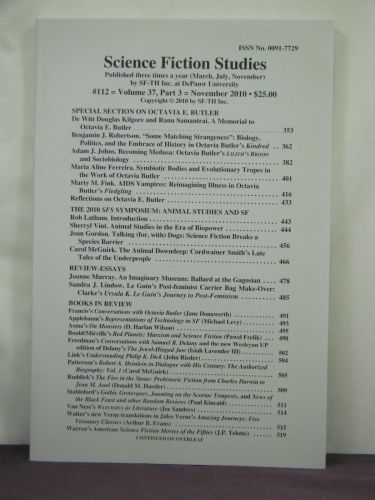 ISSN No. 0091-7729
Science Fiction Studies
Published three times a year (March, July, November)
by SF-TH Inc. at DePauw University
#112 = Volume 37, Part 3 = November 2010 • $25.00
Copyright © 2010 by SF-TH Inc.
SPECIAL SECTION ON OCTAVIA E. BUTLER
De Witt Douglas Kilgore and Ranu Samantrai. A Memorial to
Octavia E. Butler 353
Benjamin J. Robertson. "Some Matching Strangeness": Biology,
Politics, and the Embrace of History in Octavia Butler's Kindred .. 362
Adam J. Johns. Becoming Medusa: Octavia Butler's LILITH'S BROOD
and Sociobiology 382
Maria Aline Ferreira. Symbiotic Bodies and Evolutionary Tropes in
the Work of Octavia Butler 401
Marty M. Fink. AIDS Vampires: Reimagining Illness in Octavia
Butler's Fledgling 416
Reflections on Octavia E. Butler 433
THE 2010 SFS SYMPOSIUM: ANIMAL STUDIES AND SF
Rob Latham. Introduction 443
Sherryl Vint. Animal Studies in the Era of Biopower 444
Joan Gordon. Talking (for, with) Dogs: Science Fiction Breaks a
Species Barrier 456
Carol McGuirk. The Animal Downdeep: Cordwainer Smith's Late
Tales of the Underpeople 466
REVIEW-ESSAYS
Joanne Murray. An Imaginary Museum: Ballard at the Gagosian 478
Sandra J. Lindow. Le Guin's Post-feminist Carrier Bag Make-Over:
Clarke's Ursula K. Le Guin's Journey to Post-Feminism 485
BOOKS IN REVIEW
Francis's Conversations with Octavia Butler (Jane Donawerth) 491
Applebaum's Representations of Technology in SF (Michael Levy) 493
Asma's On Monsters (D. Harlan Wilson) 495
Bould/Miéville's Red Planets: Marxism and Science Fiction (Pawel Frelik) 498
Freedman's Conversations with Samuel R. Delany and the new Wesleyan UP
edition of Delany's The Jewel-Hinged Jaw (Isiah Lavender III) 502
Link's Understanding Philip K. Dick (John Rieder) 504
Patterson's Robert A. Heinlein in Dialogue with His Century: The Authorized
Biography: Vol. 1 (Carol McGuirk) 505
Ruddick's The Fire in the Stone: Prehistoric Fiction from Charles Darwin to
Jean M. Auel (Donald M. Hassler) 509
Stableford's Gothic Grotesques, Jaunting on the Scoriac Tempests, and News of
the Black Feast and other Random Reviews (Paul Kincaid) 511
Van Ness's WATCHMEN as Literature (Joe Sanders) 514
Walter's new Verne translations in Jules Verne's Amazing Journeys: Five
Visionary Classics (Arthur B. Evans) 515
Warren's American Science Fiction Movies of the Fifties (J.P. Telotte) 519
CONTINUED ON OVERLEAF